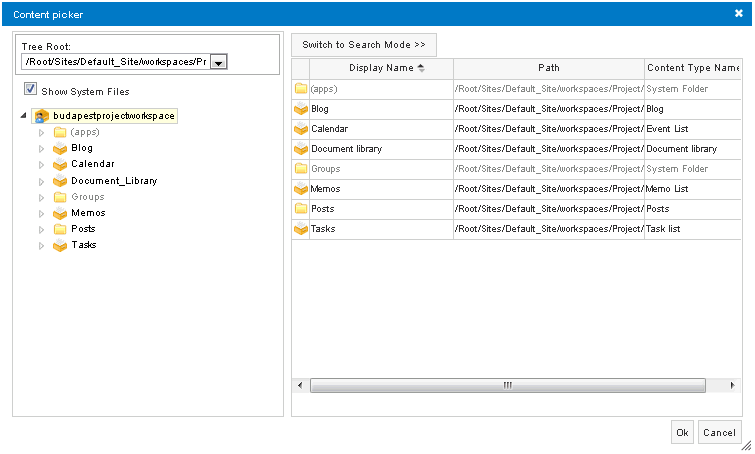 Content picker
Tree Root:
/Root/Sites/Default_Site/workspaces/Pr
Show System Files
budapestprojectworkspace
(apps)
Blog
Calendar
Document_Library
Groups
Memos
Posts
Tasks
Switch to Search Mode >>
Display Name Path Content Type Name
(apps) /Root/Sites/Default_Site/workspaces/Project/ System Folder
Blog /Root/Sites/Default_Site/workspaces/Project/ Blog
Calendar /Root/Sites/Default_Site/workspaces/Project/ Event List
Document library /Root/Sites/Default_Site/workspaces/Project/ Document library
Groups /Root/Sites/Default_Site/workspaces/Project/ System Folder
Memos /Root/Sites/Default_Site/workspaces/Project/ Memo List
Posts /Root/Sites/Default_Site/workspaces/Project/ Posts
Tasks /Root/Sites/Default_Site/workspaces/Project/ Task list
Ok Cancel